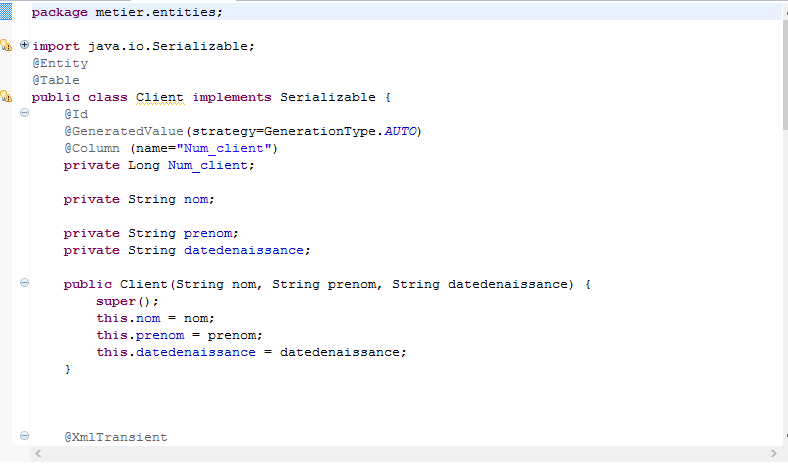 package metier.entities;
import java.io.Serializable;
@Entity
@Table
public class Client implements Serializable {
@Id
@GeneratedValue(strategy=GenerationType.AUTO)
@Column (name="Num_client")
private Long Num_client;
private String nom;
private String prenom;
private String datedenaissance;
public Client(String nom, String prenom, String datedenaissance) {
super();
this.nom = nom;
this.prenom = prenom;
this.datedenaissance = datedenaissance;
}
@XmlTransient